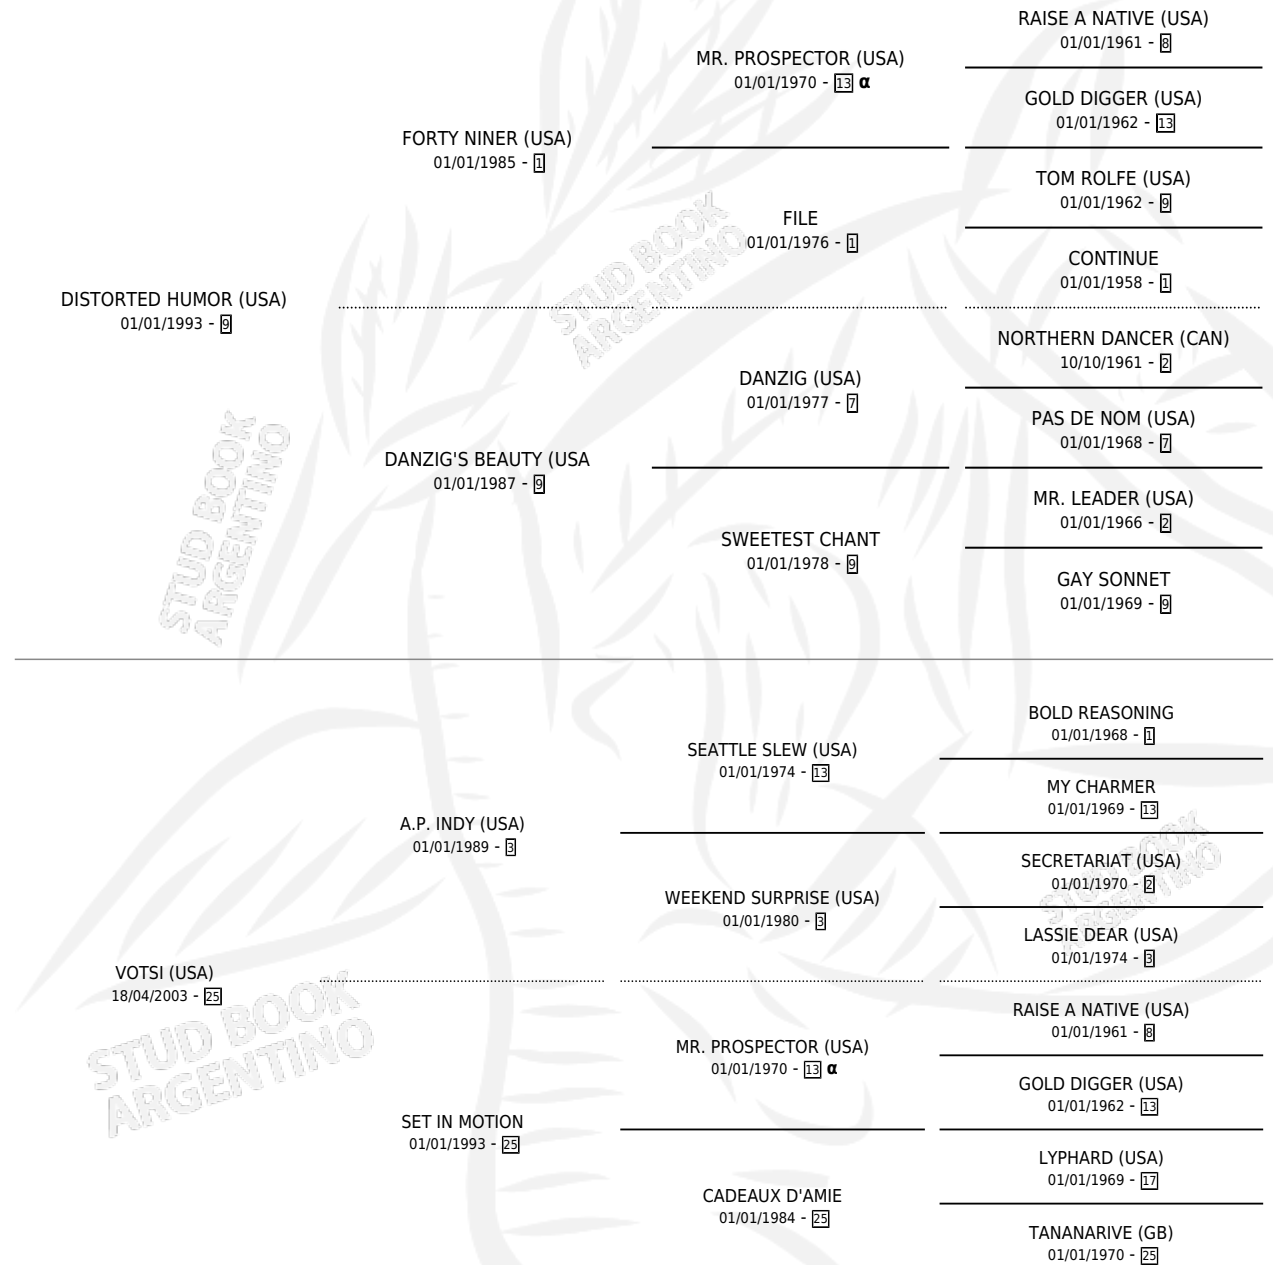 RAISE A NATIVE (USA)
01/01/1961 - 8
MR. PROSPECTOR (USA)
01/01/1970 - 13 α
GOLD DIGGER (USA)
01/01/1962 - 13
FORTY NINER (USA)
01/01/1985 - 1
TOM ROLFE (USA)
01/01/1962 - 9
FILE
01/01/1976 - 1
CONTINUE
01/01/1958 - 1
DISTORTED HUMOR (USA)
01/01/1993 - 9
NORTHERN DANCER (CAN)
10/10/1961 - 2
DANZIG (USA)
01/01/1977 - 7
PAS DE NOM (USA)
01/01/1968 - 7
DANZIG'S BEAUTY (USA
01/01/1987 - 9
MR. LEADER (USA)
01/01/1966 - 2
SWEETEST CHANT
01/01/1978 - 9
GAY SONNET
01/01/1969 - 9
BOLD REASONING
01/01/1968 - 1
SEATTLE SLEW (USA)
01/01/1974 - 13
MY CHARMER
01/01/1969 - 13
A.P. INDY (USA)
01/01/1989 - 3
SECRETARIAT (USA)
01/01/1970 - 2
WEEKEND SURPRISE (USA)
01/01/1980 - 3
LASSIE DEAR (USA)
01/01/1974 - 3
VOTSI (USA)
18/04/2003 - 25
RAISE A NATIVE (USA)
01/01/1961 - 8
MR. PROSPECTOR (USA)
01/01/1970 - 13 α
GOLD DIGGER (USA)
01/01/1962 - 13
SET IN MOTION
01/01/1993 - 25
LYPHARD (USA)
01/01/1969 - 17
CADEAUX D'AMIE
01/01/1984 - 25
TANANARIVE (GB)
01/01/1970 - 25
STUD BOOK
ARGENTINO
STUD BOOK
ARGENTINO
STUD BOOK
ARGENTINO
STUD BOOK
ARGENTINO